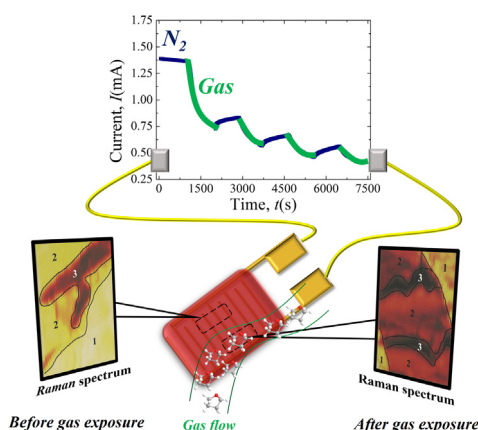 1.75
1.50
1.25
1.00
0.75
0.50
0.25
Current, I(mA)
N2
Gas
0 1500 3000 4500 6000 7500
Time, t(s)
2
3
2
1
Raman spectrum
Before gas exposure
Gas flow
1
3
2
3
2
Raman spectrum
After gas exposure